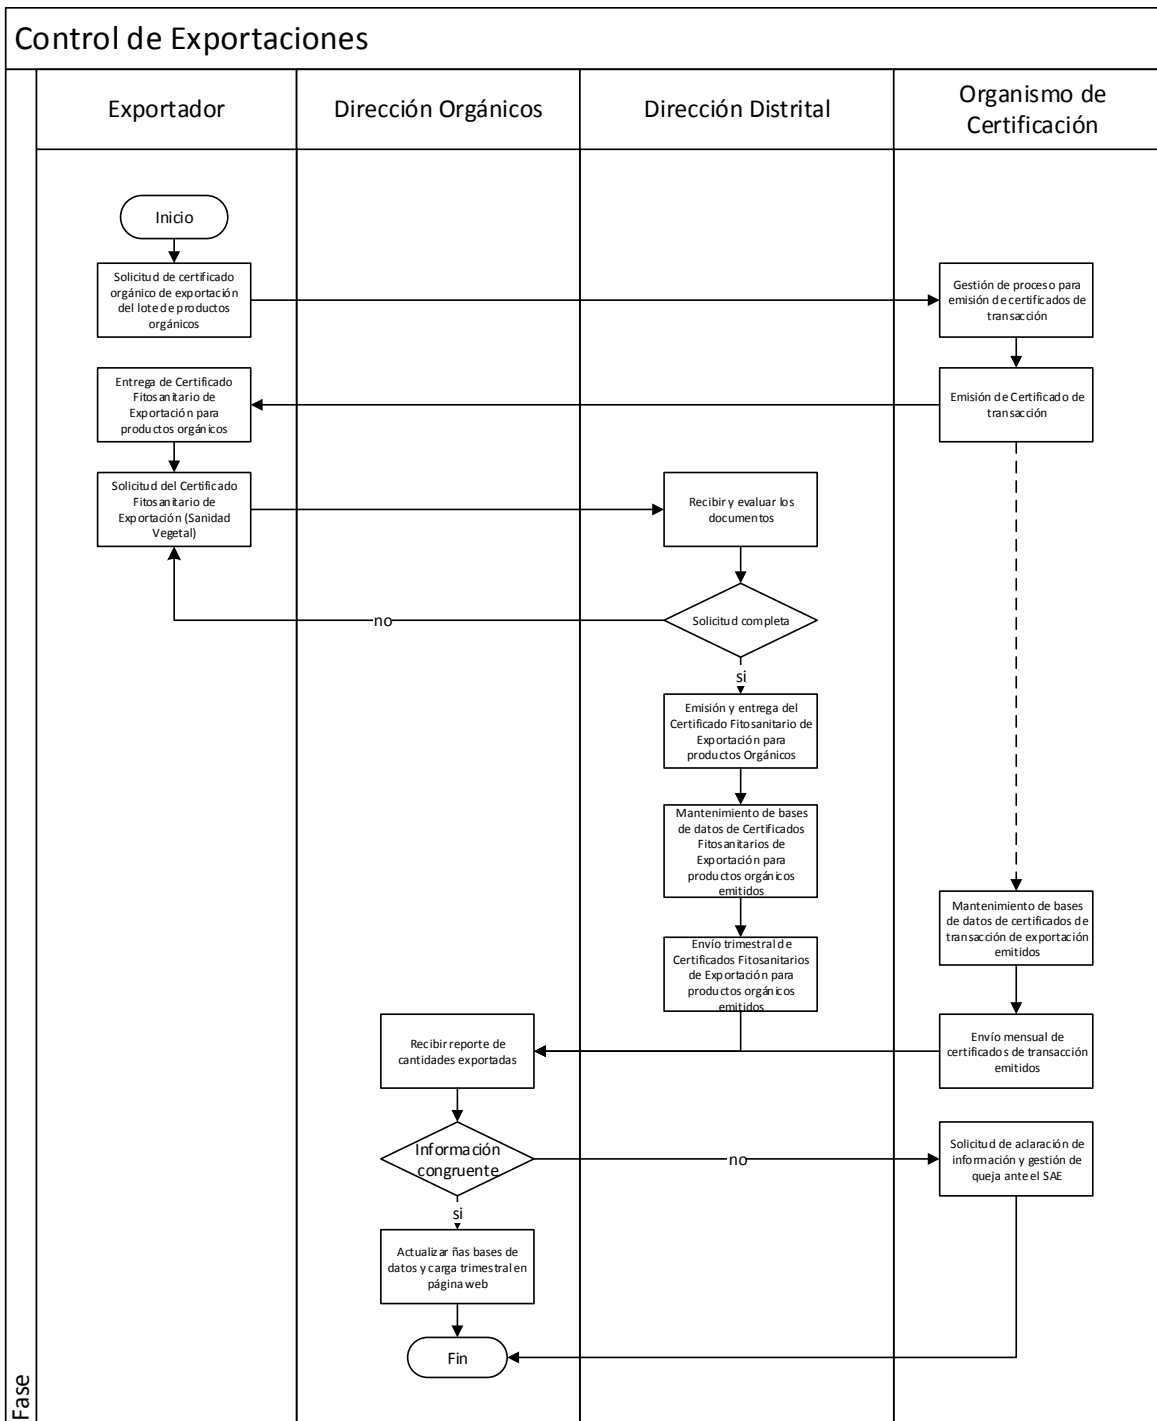 Control de Exportaciones
Fase
Exportador
Dirección Orgánicos
Dirección Distrital
Organismo de
Certificación
Inicio
Solicitud de certificado
orgánico de exportación
del lote de productos
orgánicos
Gestión de proceso para
emisión de certificados de
transacción
Entrega de Certificado
Fitosanitario de
Exportación para
productos orgánicos
Emisión de Certificado de
transacción
Solicitud del Certificado
Fitosanitario de
Exportación (Sanidad
Vegetal)
Recibir y evaluar los
documentos
Solicitud completa
no
si
Emisión y entrega del
Certificado Fitosanitario de
Exportación para
productos Orgánicos
Mantenimiento de bases
de datos de Certificados
Fitosanitarios de
Exportación para
productos orgánicos
emitidos
Mantenimiento de bases
de datos de certificados de
transacción de exportación
emitidos
Envío trimestral de
Certificados Fitosanitarios
de Exportación para
productos orgánicos
emitidos
Recibir reporte de
cantidades exportadas
Envío mensual de
certificados de transacción
emitidos
Información
congruente
no
Solicitud de aclaración de
información y gestión de
queja ante el SAE
si
Actualizar ñas bases de
datos y carga trimestral en
página web
Fin